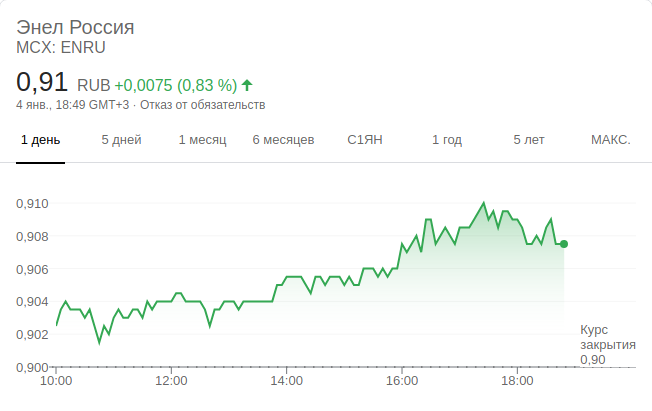 Энел Россия
MCX: ENRU
0,91 RUB +0,0075 (0,83 %)
4 янв., 18:49 GMT+3 · Отказ от обязательств
1 день 5 дней 1 месяц 6 месяцев С1ЯН 1 год 5 лет МАКС.
0,910
0,908
0,906
0,904
0,902
0,900
Курс
закрытия
0,90
10:00 12:00 14:00 16:00 18:00